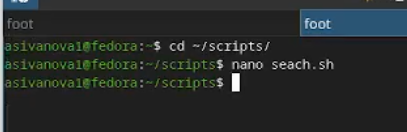 foot foot
asivanova1@fedora:~$ cd ~/scripts/
asivanova1@fedora:~/scripts$ nano seach.sh
asivanova1@fedora:~/scripts$